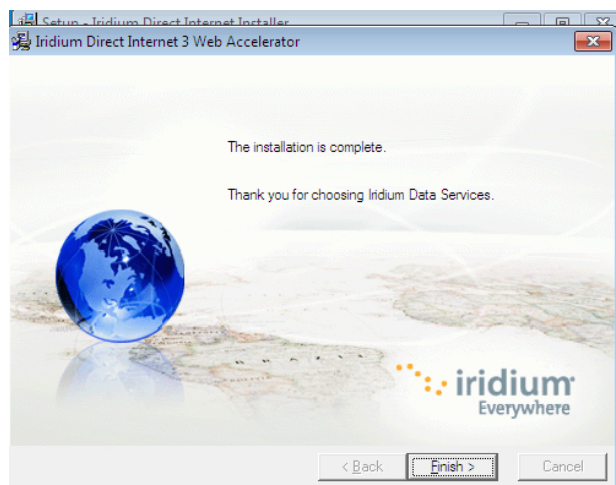 Setup - Iridium Direct Internet Installer
Iridium Direct Internet 3 Web Accelerator
The installation is complete.
Thank you for choosing Iridium Data Services.
iridium
Everywhere
< Back
Finish >
Cancel